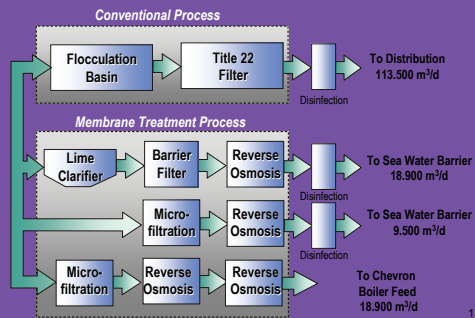 Conventional Process
Flocculation
Basin
Title 22
Filter
Disinfection
To Distribution
113.500 m³/d
Membrane Treatment Process
Lime
Clarifier
Barrier
Filter
Reverse
Osmosis
Disinfection
To Sea Water Barrier
18.900 m³/d
Micro-
filtration
Reverse
Osmosis
Disinfection
To Sea Water Barrier
9.500 m³/d
Micro-
filtration
Reverse
Osmosis
Reverse
Osmosis
To Chevron
Boiler Feed
18.900 m³/d
1